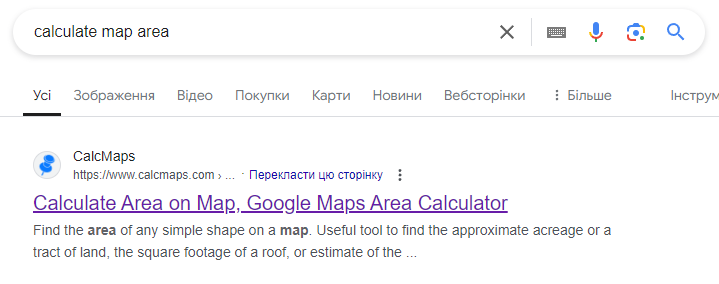 calculate map area
Усі Зображення Відео Покупки Карти Новини Вебсторінки Більше Інструм
CalcMaps
https://www.calcmaps.com › ... · Перекласти цю сторінку
Calculate Area on Map, Google Maps Area Calculator
Find the area of any simple shape on a map. Useful tool to find the approximate acreage or a
tract of land, the square footage of a roof, or estimate of the ...